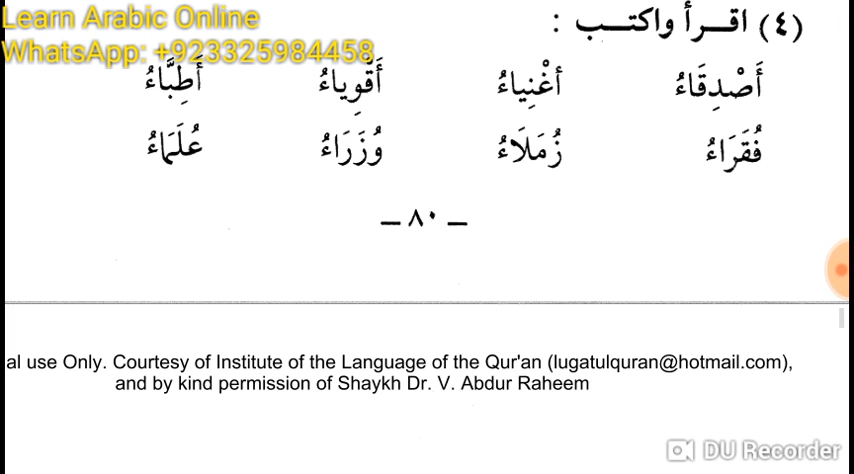 Learn Arabic Online
WhatsApp: +923325984458
(٤) اقـرأ واكتـب :
أَصْدِقَاءُ أَغْنِياءُ أَقْوِياءُ أَطِبَّاءُ
فُقَرَاءُ زُمَلَاءُ وُزَرَاءُ عُلَمَاءُ
– ٨٠ –
al use Only. Courtesy of Institute of the Language of the Qur'an (lugatulquran@hotmail.com),
and by kind permission of Shaykh Dr. V. Abdur Raheem
DU Recorder